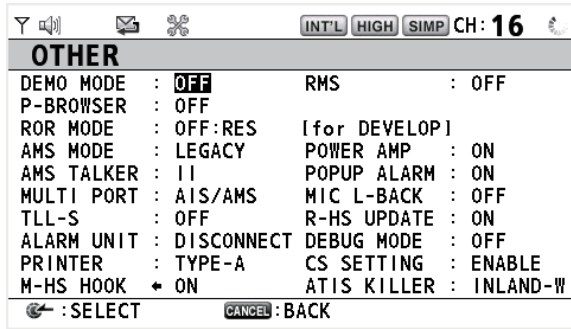 INT'L HIGH SIMP CH: 16
OTHER
DEMO MODE : OFF RMS : OFF
P-BROWSER : OFF
ROR MODE : OFF:RES [for DEVELOP]
AMS MODE : LEGACY POWER AMP : ON
AMS TALKER : II POPUP ALARM : ON
MULTI PORT : AIS/AMS MIC L-BACK : OFF
TLL-S : OFF R-HS UPDATE : ON
ALARM UNIT : DISCONNECT DEBUG MODE : OFF
PRINTER : TYPE-A CS SETTING : ENABLE
M-HS HOOK ← ON ATIS KILLER : INLAND-W
:SELECT CANCEL :BACK